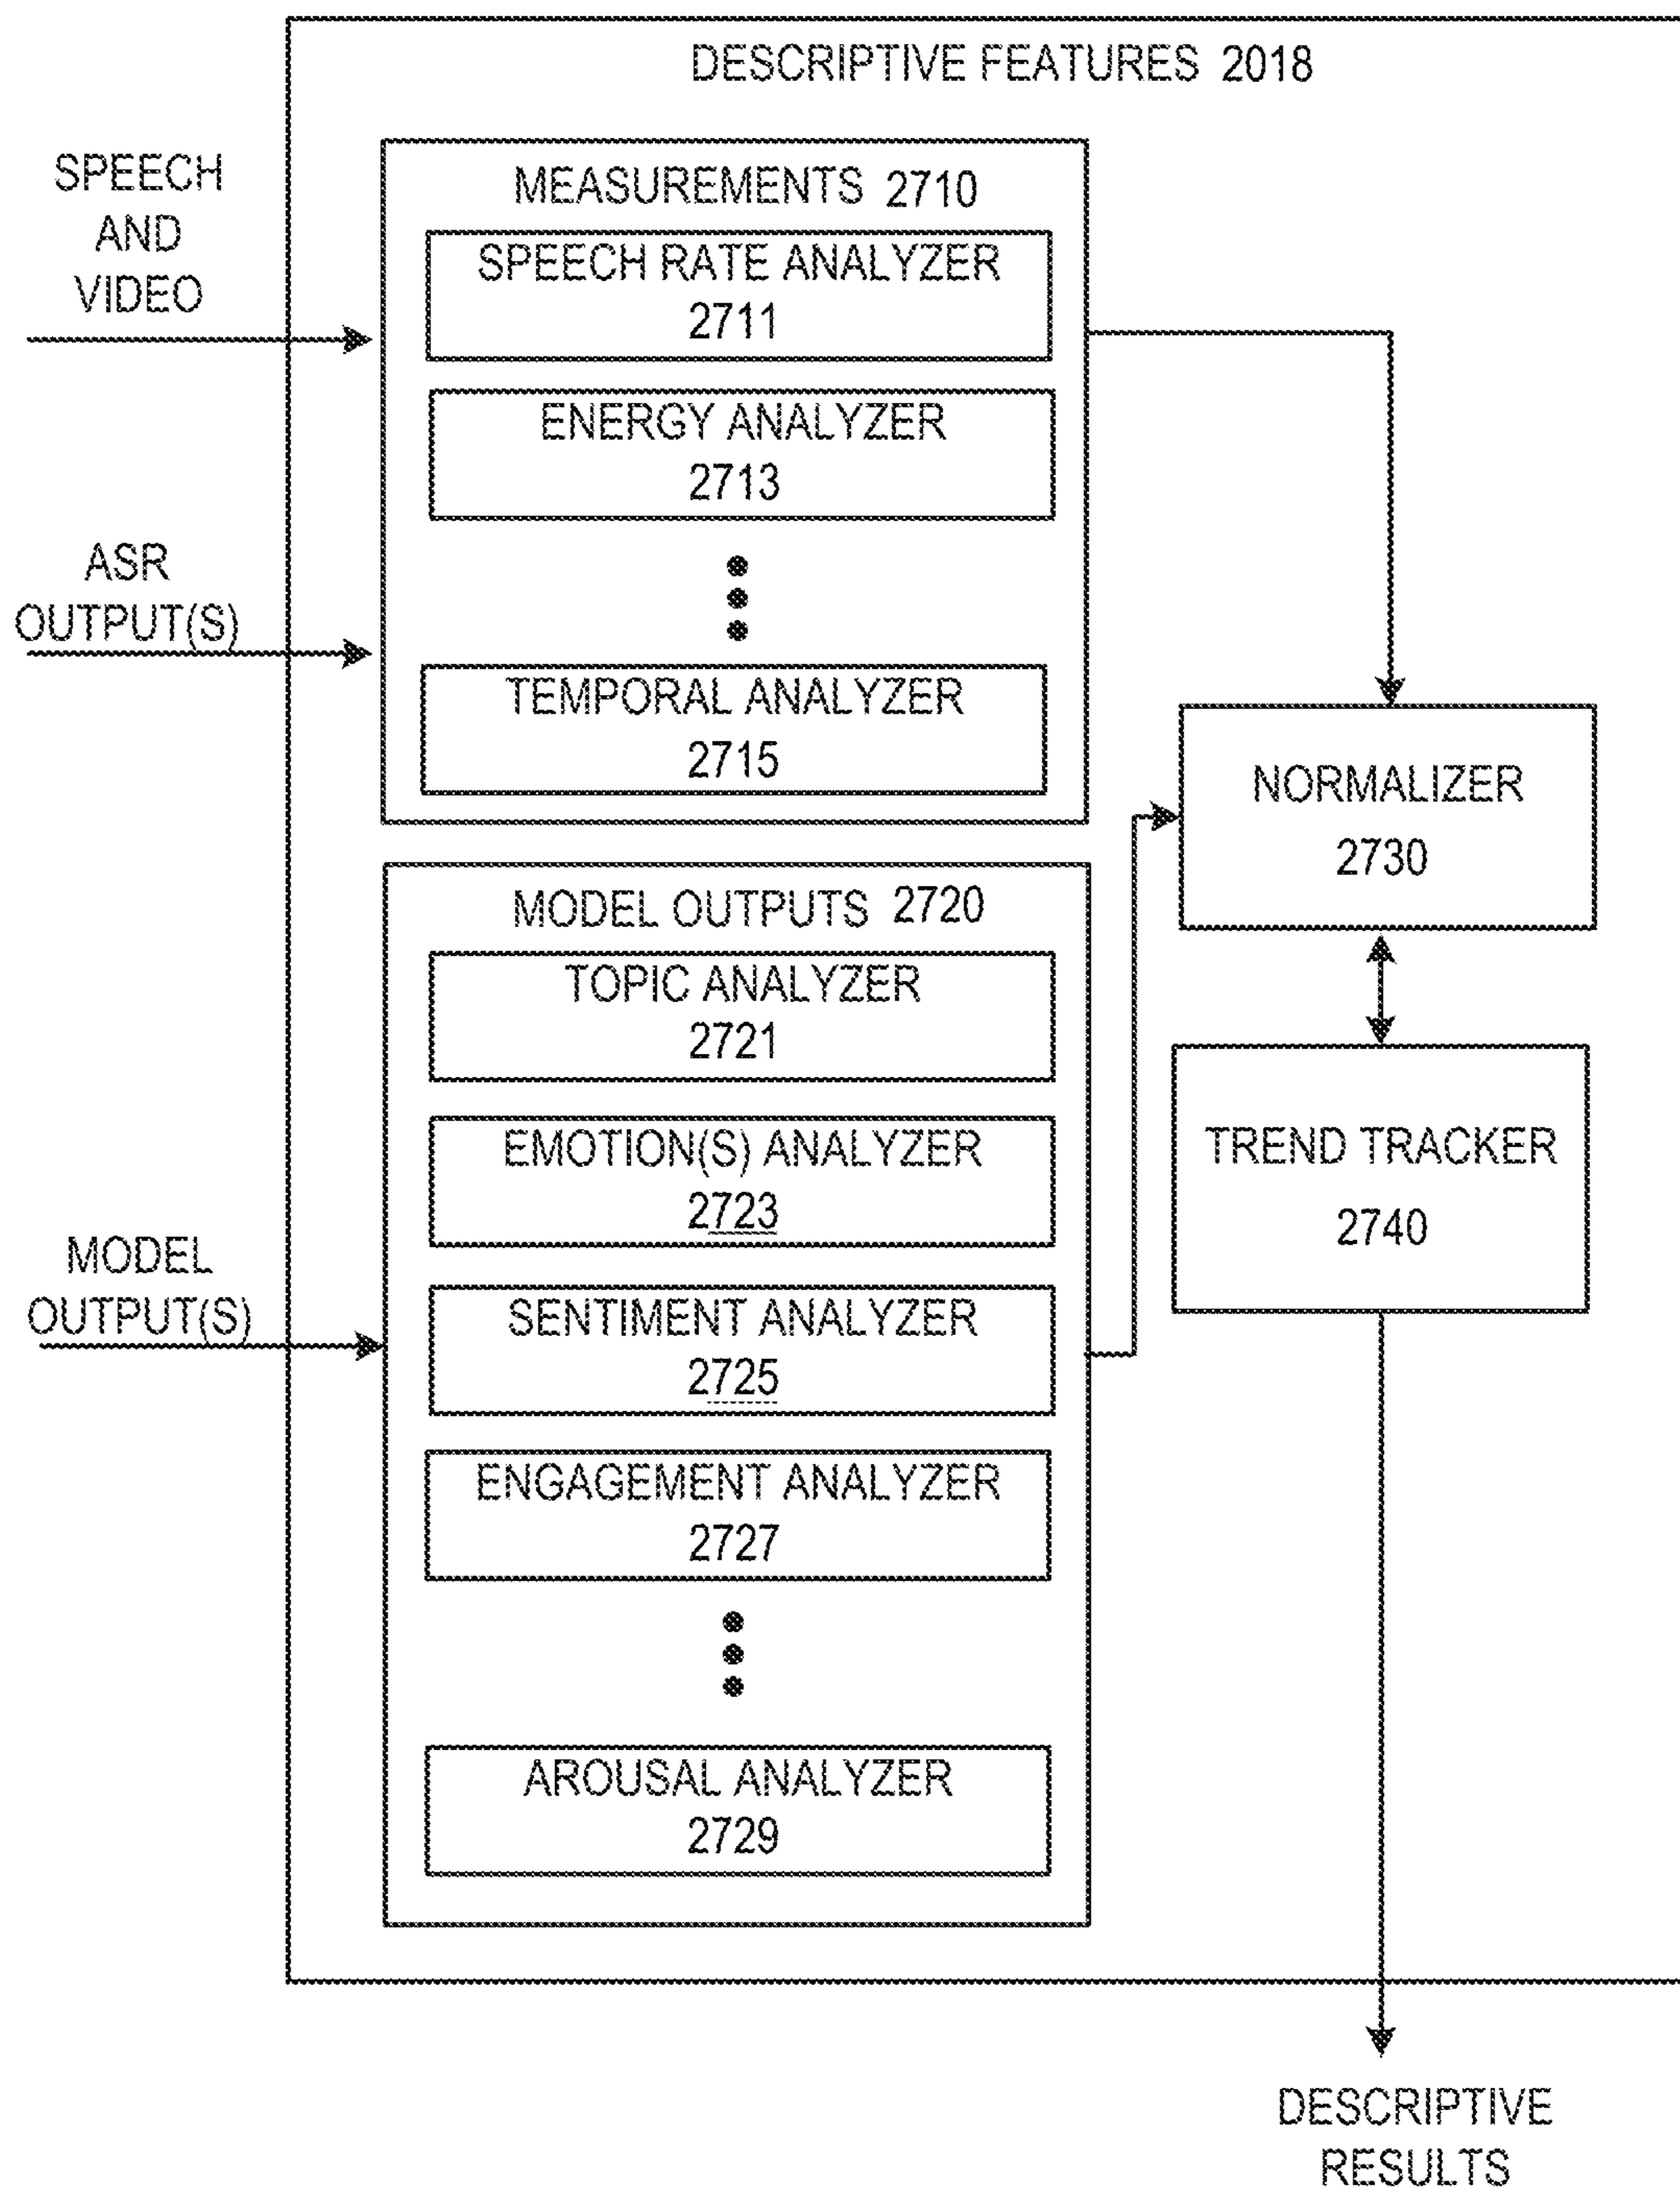 DESCRIPTIVE FEATURES 2018
SPEECH
AND
VIDEO
MEASUREMENTS 2710
SPEECH RATE ANALYZER
2711
ENERGY ANALYZER
2713
ASR
OUTPUT(S)
TEMPORAL ANALYZER
2715
NORMALIZER
2730
MODEL OUTPUTS 2720
TOPIC ANALYZER
2721
EMOTION(S) ANALYZER
2723
TREND TRACKER
2740
MODEL
OUTPUT(S)
SENTIMENT ANALYZER
2725
ENGAGEMENT ANALYZER
2727
AROUSAL ANALYZER
2729
DESCRIPTIVE
RESULTS